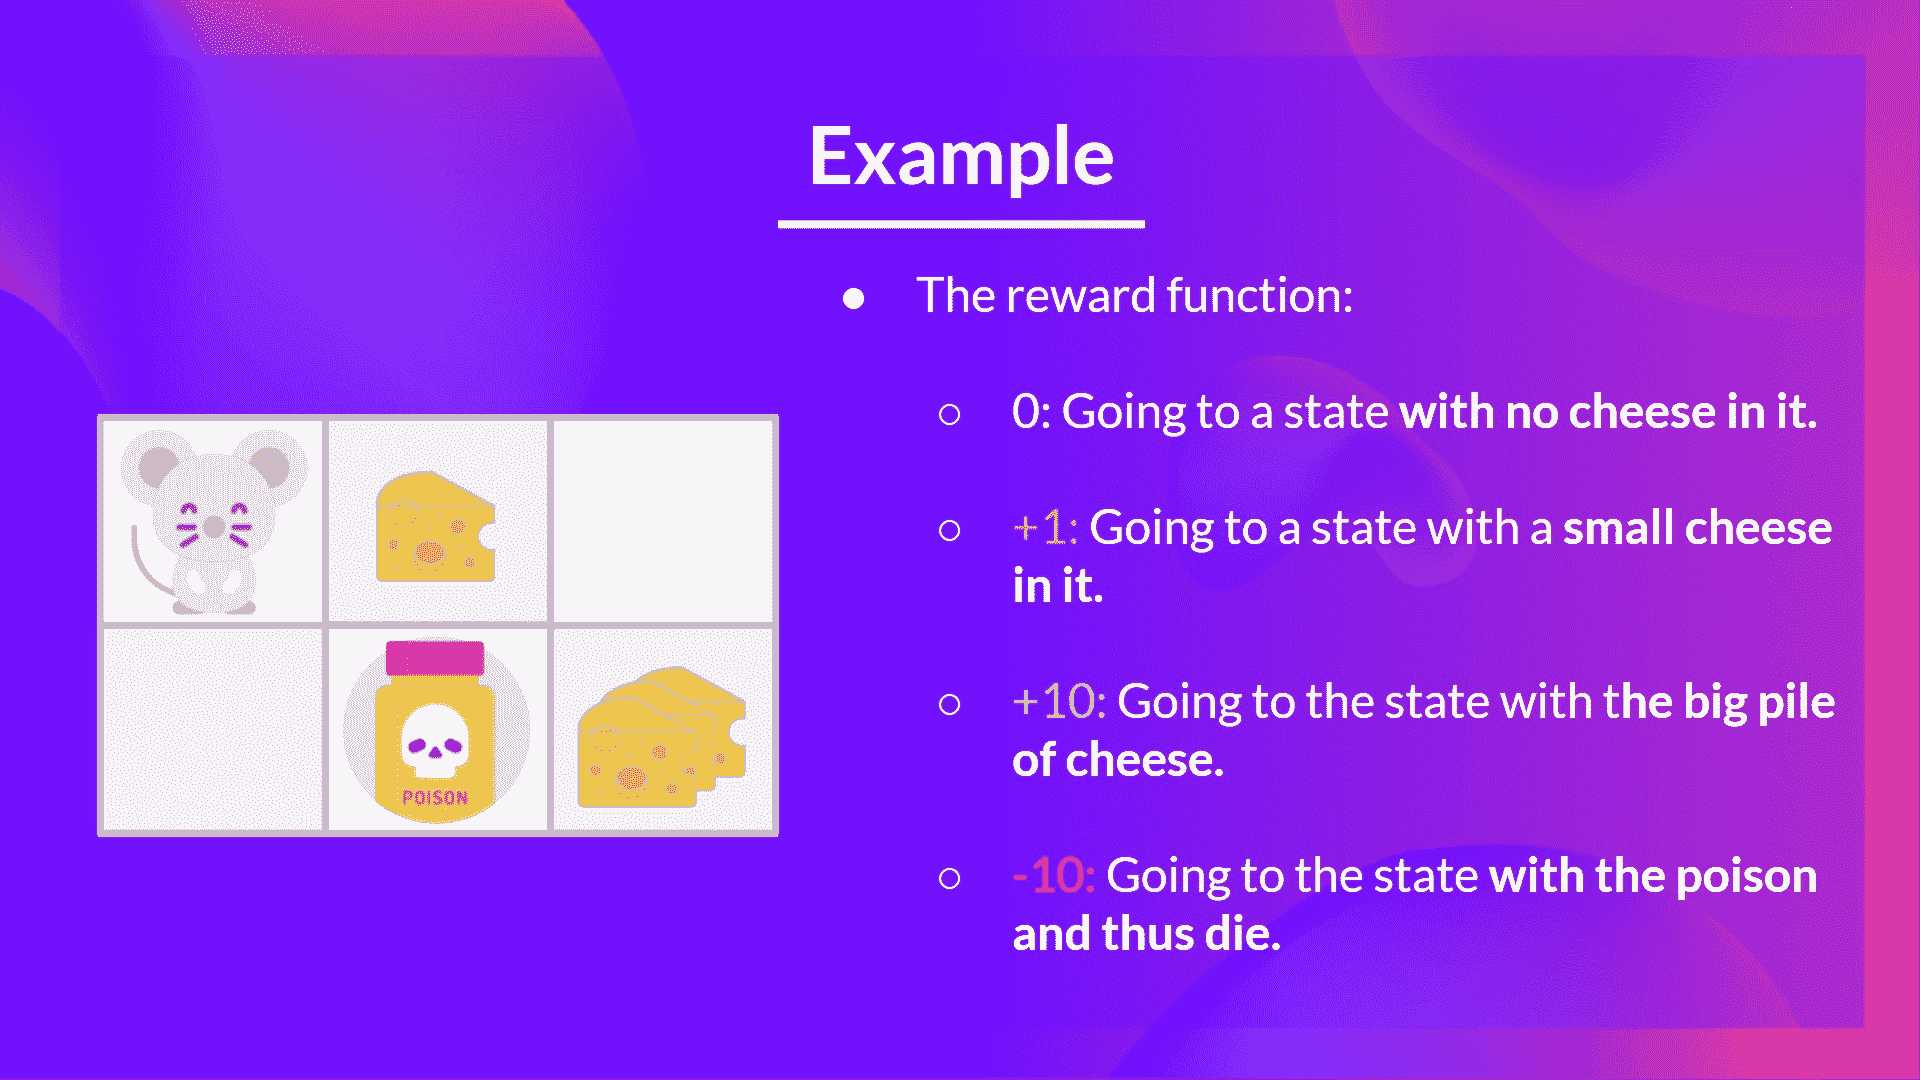 Example
● The reward function:
○ 0: Going to a state with no cheese in it.
○ +1: Going to a state with a small cheese
in it.
○ +10: Going to the state with the big pile
of cheese.
○ -10: Going to the state with the poison
and thus die.
POISON